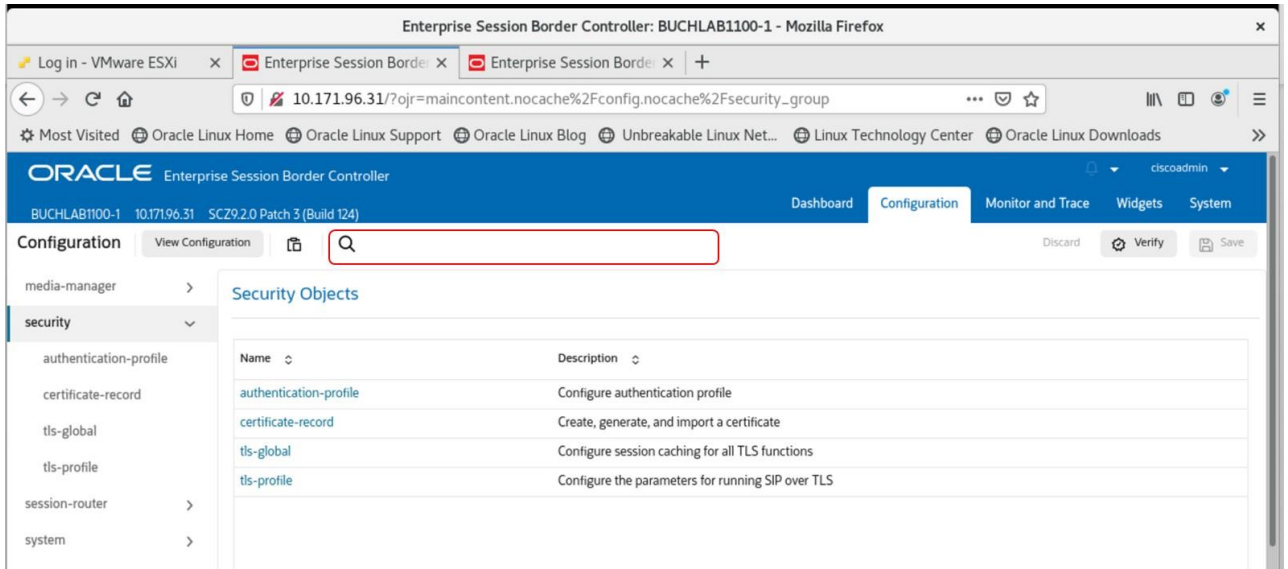 Enterprise Session Border Controller: BUCHLAB1100-1 - Mozilla Firefox
Log in - VMware ESXi
Enterprise Session Border
Enterprise Session Border
10.171.96.31/?ojr=maincontent.nocache%2Fconfig.nocache%2Fsecurity_group
Most Visited Oracle Linux Home Oracle Linux Support Oracle Linux Blog Unbreakable Linux Net... Linux Technology Center Oracle Linux Downloads
ORACLE Enterprise Session Border Controller
ciscoadmin
BUCHLAB1100-1 10.171.96.31 SCZ9.2.0 Patch 3 (Build 124)
Dashboard Configuration Monitor and Trace Widgets System
Configuration View Configuration Discard Verify Save
media-manager
security
authentication-profile
certificate-record
tls-global
tls-profile
session-router
system
Security Objects
Name Description
authentication-profile Configure authentication profile
certificate-record Create, generate, and import a certificate
tls-global Configure session caching for all TLS functions
tls-profile Configure the parameters for running SIP over TLS